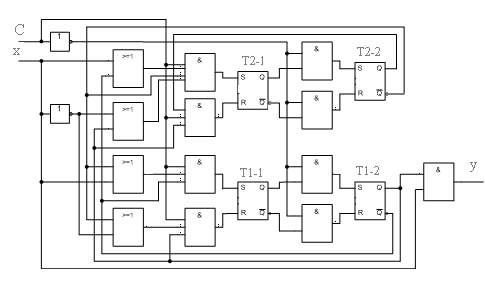 C
1
x
>=1
&
T2-1
S Q
R Q
&
T2-2
S Q
R Q
&
1
>=1
&
&
>=1
&
T1-1
S Q
R Q
&
T1-2
S Q
R Q
&
y
>=1
&
&